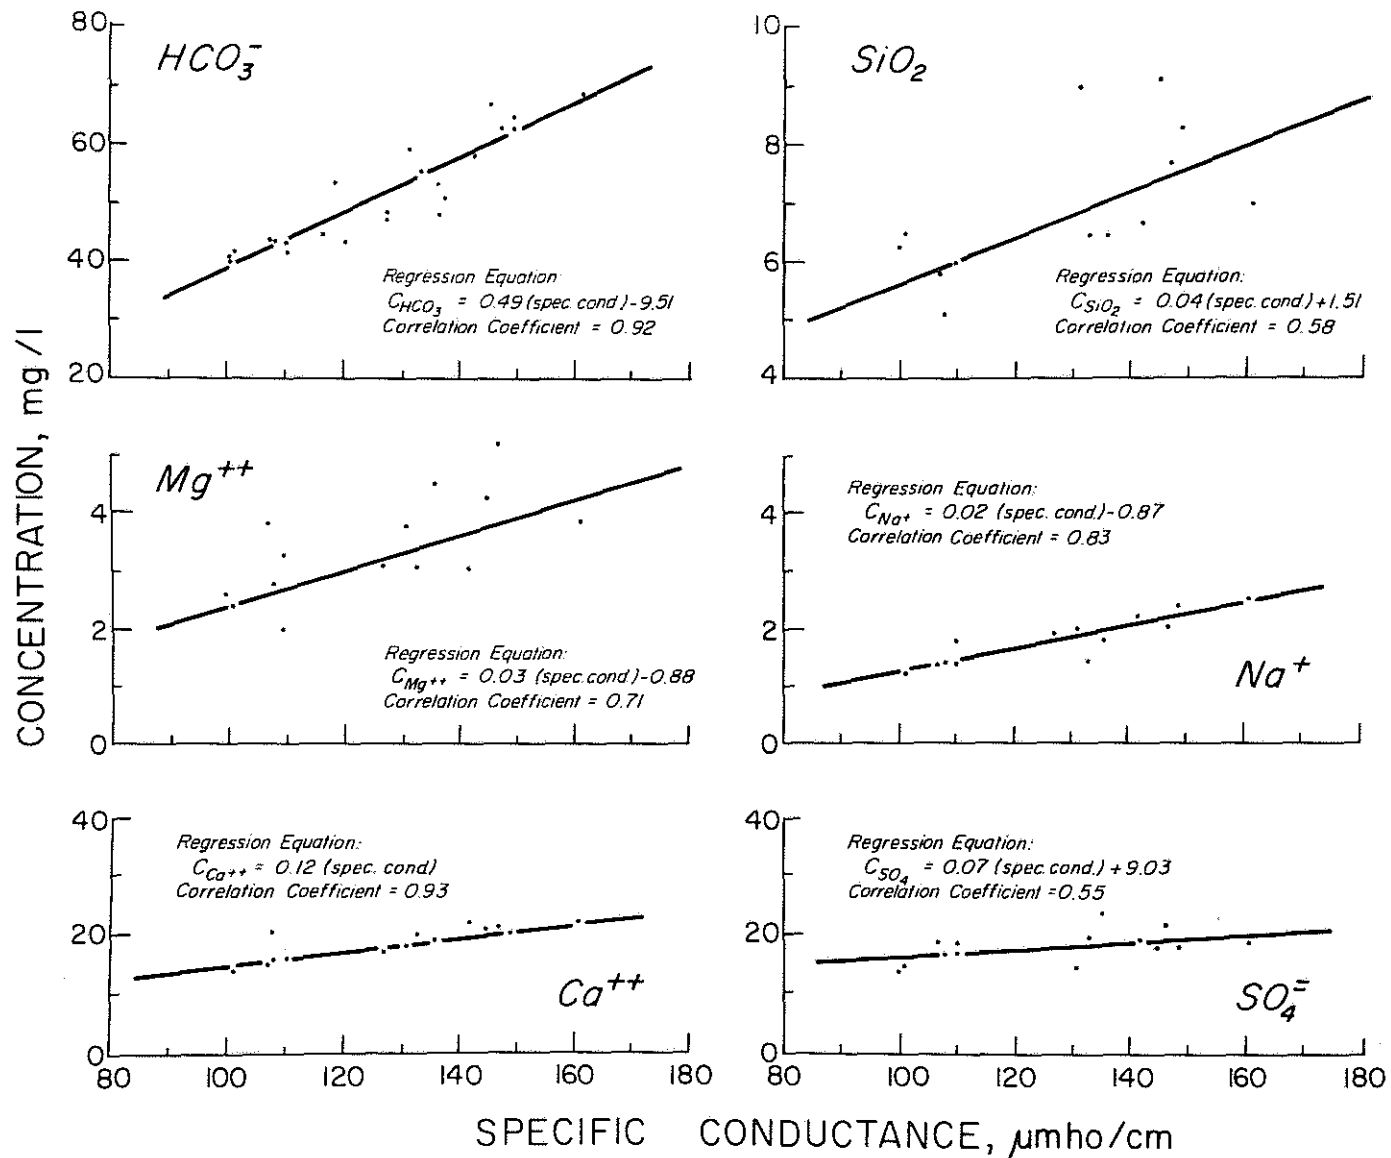 CONCENTRATION, mg/l
80
60
40
20
HCO₃⁻
Regression Equation:
C_HCO₃ = 0.49 (spec. cond.) - 9.51
Correlation Coefficient = 0.92
10
8
6
4
SiO₂
Regression Equation:
C_SiO₂ = 0.04 (spec. cond.) + 1.51
Correlation Coefficient = 0.58
4
2
0
Mg⁺⁺
Regression Equation:
C_Mg⁺⁺ = 0.03 (spec. cond.) - 0.88
Correlation Coefficient = 0.71
4
2
0
Regression Equation:
C_Na⁺ = 0.02 (spec. cond.) - 0.87
Correlation Coefficient = 0.83
Na⁺
40
20
0
Regression Equation:
C_Ca⁺⁺ = 0.12 (spec. cond)
Correlation Coefficient = 0.93
Ca⁺⁺
80 100 120 140 160 180
40
20
0
Regression Equation:
C_SO₄ = 0.07 (spec. cond.) + 9.03
Correlation Coefficient = 0.55
SO₄⁼
80 100 120 140 160 180
SPECIFIC CONDUCTANCE, µmho/cm